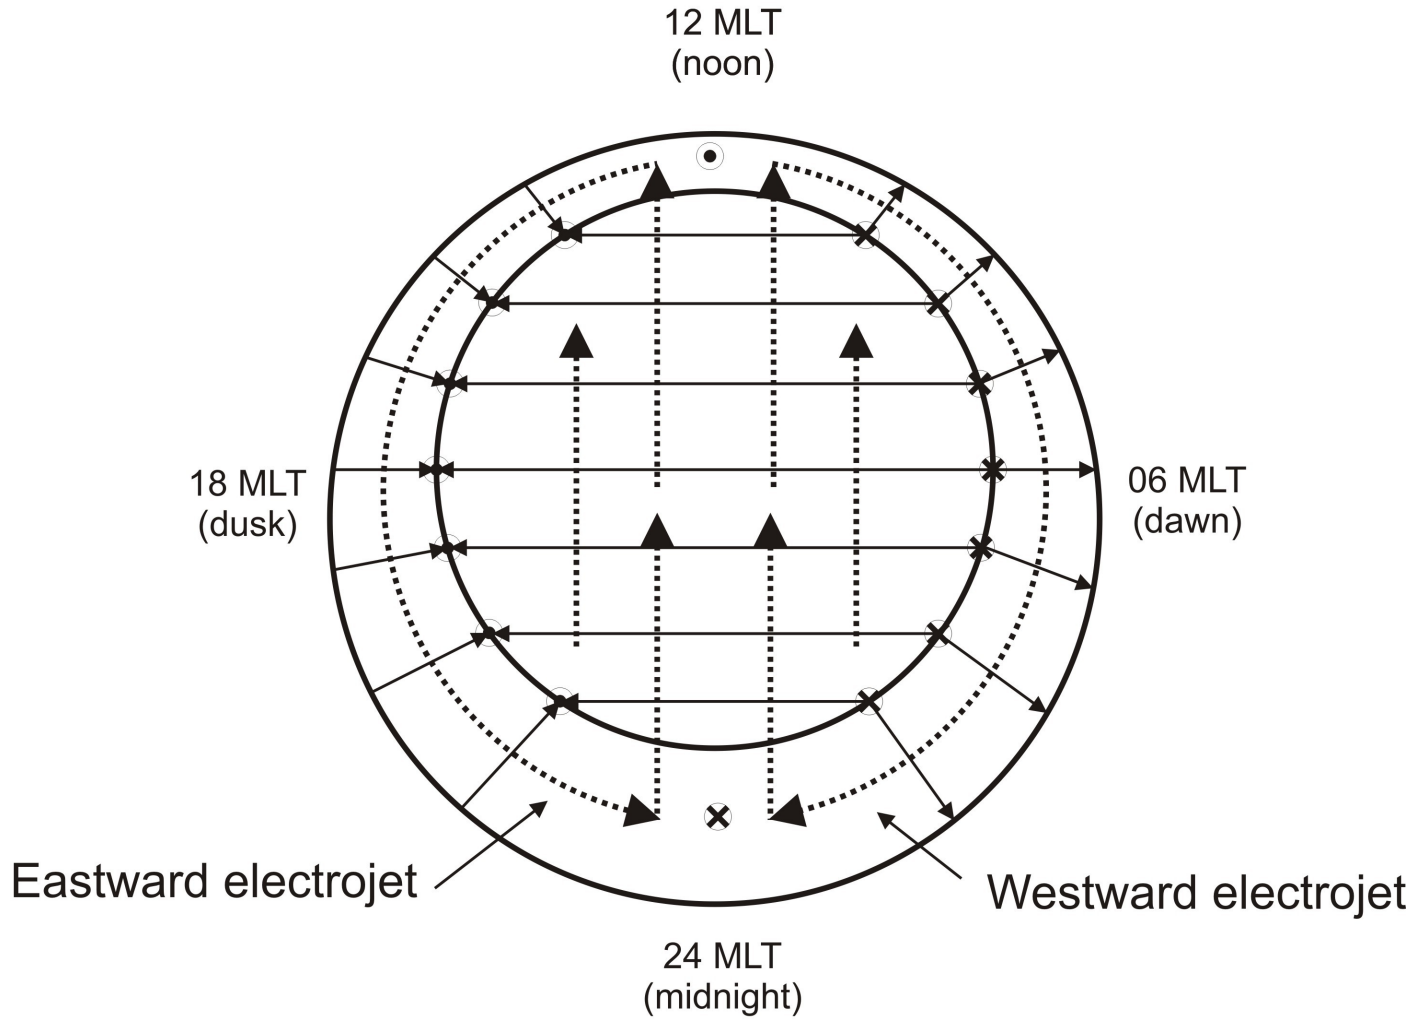 12 MLT
(noon)
18 MLT
(dusk)
06 MLT
(dawn)
Eastward electrojet
Westward electrojet
24 MLT
(midnight)